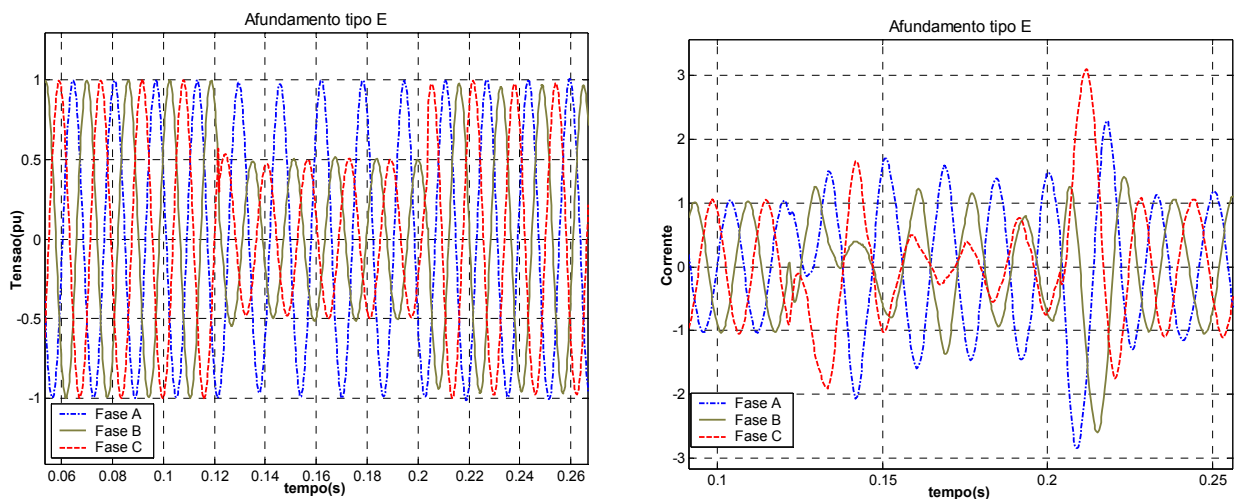 Afundamento tipo E
Tensao(pu)
1
0.5
0
-0.5
-1
Fase A
Fase B
Fase C
0.06 0.08 0.1 0.12 0.14 0.16 0.18 0.2 0.22 0.24 0.26
tempo(s)
Afundamento tipo E
Corrente
3
2
1
0
-1
-2
-3
Fase A
Fase B
Fase C
0.1 0.15 0.2 0.25
tempo(s)